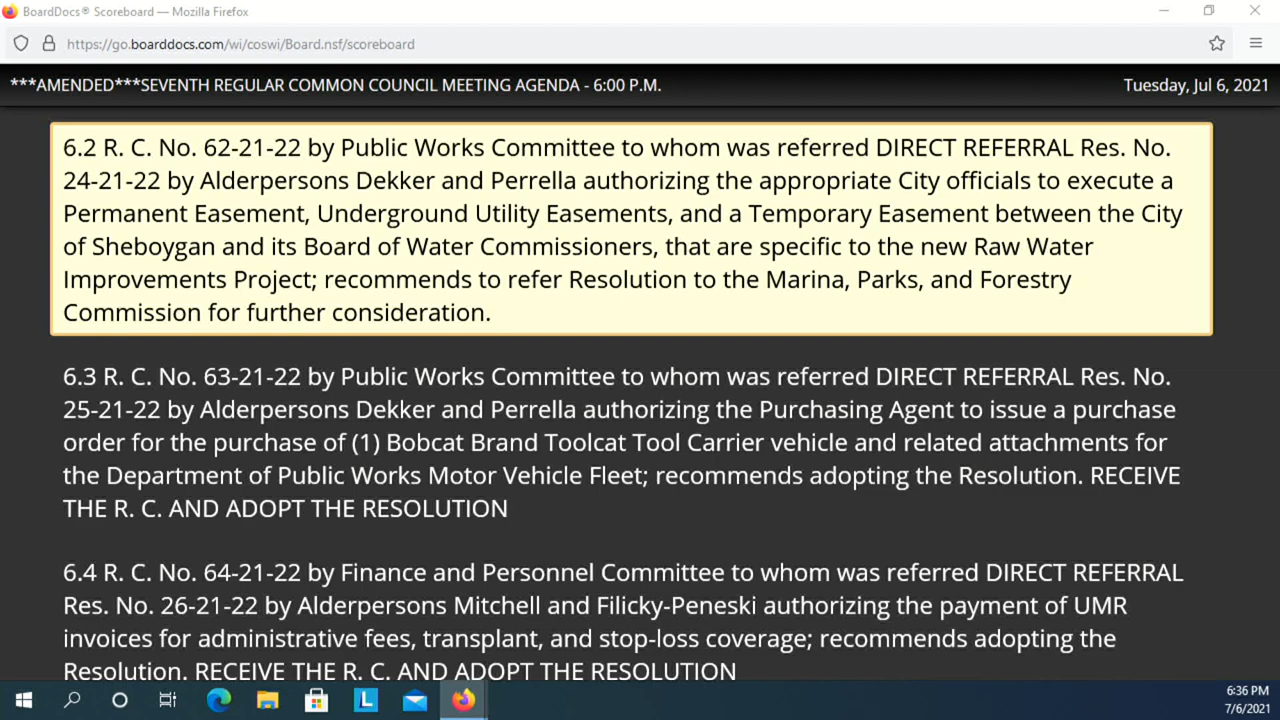 BoardDocs® Scoreboard — Mozilla Firefox
https://go.boarddocs.com/wi/coswi/Board.nsf/scoreboard
***AMENDED***SEVENTH REGULAR COMMON COUNCIL MEETING AGENDA - 6:00 P.M. Tuesday, Jul 6, 2021
6.2 R. C. No. 62-21-22 by Public Works Committee to whom was referred DIRECT REFERRAL Res. No.
24-21-22 by Alderpersons Dekker and Perrella authorizing the appropriate City officials to execute a
Permanent Easement, Underground Utility Easements, and a Temporary Easement between the City
of Sheboygan and its Board of Water Commissioners, that are specific to the new Raw Water
Improvements Project; recommends to refer Resolution to the Marina, Parks, and Forestry
Commission for further consideration.
6.3 R. C. No. 63-21-22 by Public Works Committee to whom was referred DIRECT REFERRAL Res. No.
25-21-22 by Alderpersons Dekker and Perrella authorizing the Purchasing Agent to issue a purchase
order for the purchase of (1) Bobcat Brand Toolcat Tool Carrier vehicle and related attachments for
the Department of Public Works Motor Vehicle Fleet; recommends adopting the Resolution. RECEIVE
THE R. C. AND ADOPT THE RESOLUTION
6.4 R. C. No. 64-21-22 by Finance and Personnel Committee to whom was referred DIRECT REFERRAL
Res. No. 26-21-22 by Alderpersons Mitchell and Filicky-Peneski authorizing the payment of UMR
invoices for administrative fees, transplant, and stop-loss coverage; recommends adopting the
Resolution. RECEIVE THE R. C. AND ADOPT THE RESOLUTION
L
6:36 PM
7/6/2021